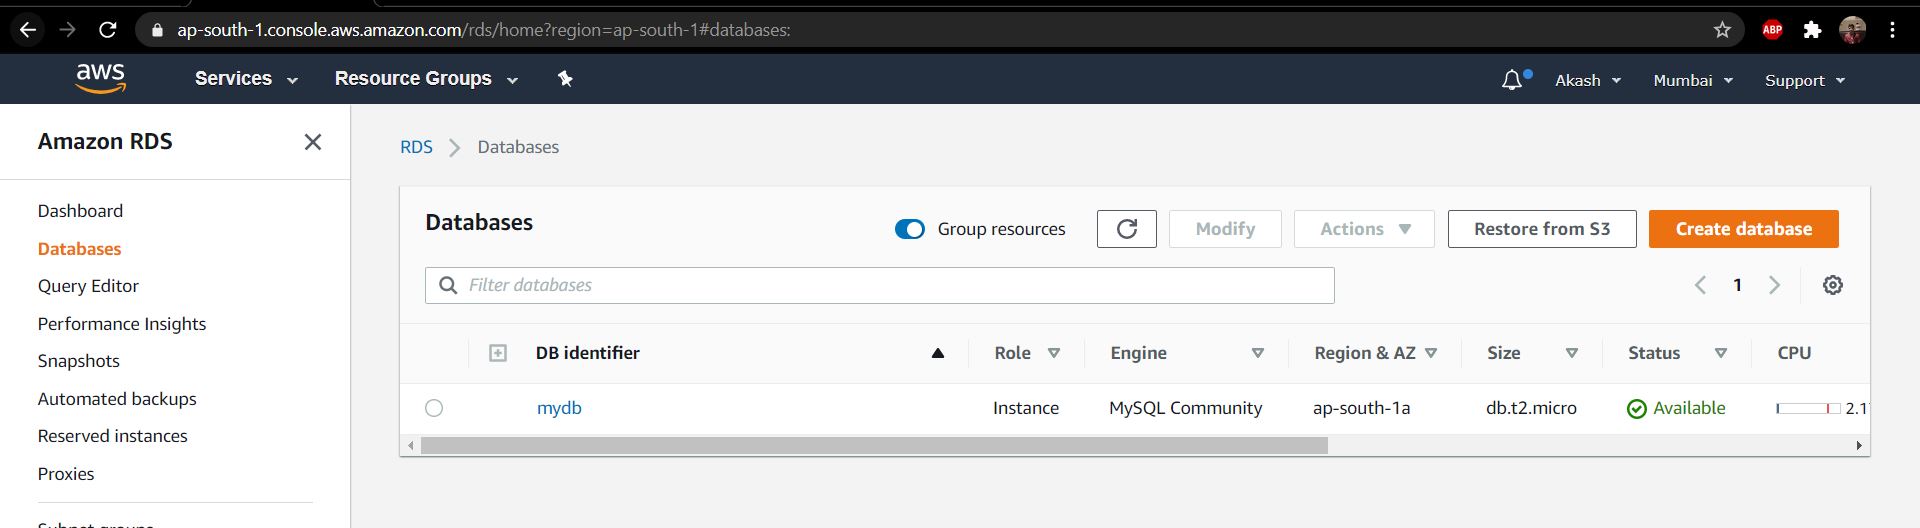 ap-south-1.console.aws.amazon.com/rds/home?region=ap-south-1#databases:
ABP
aws Services Resource Groups Akash Mumbai Support
Amazon RDS
Dashboard
Databases
Query Editor
Performance Insights
Snapshots
Automated backups
Reserved instances
Proxies
RDS Databases
Databases Group resources Modify Actions Restore from S3 Create database
Filter databases 1
DB identifier Role Engine Region & AZ Size Status CPU
mydb Instance MySQL Community ap-south-1a db.t2.micro Available